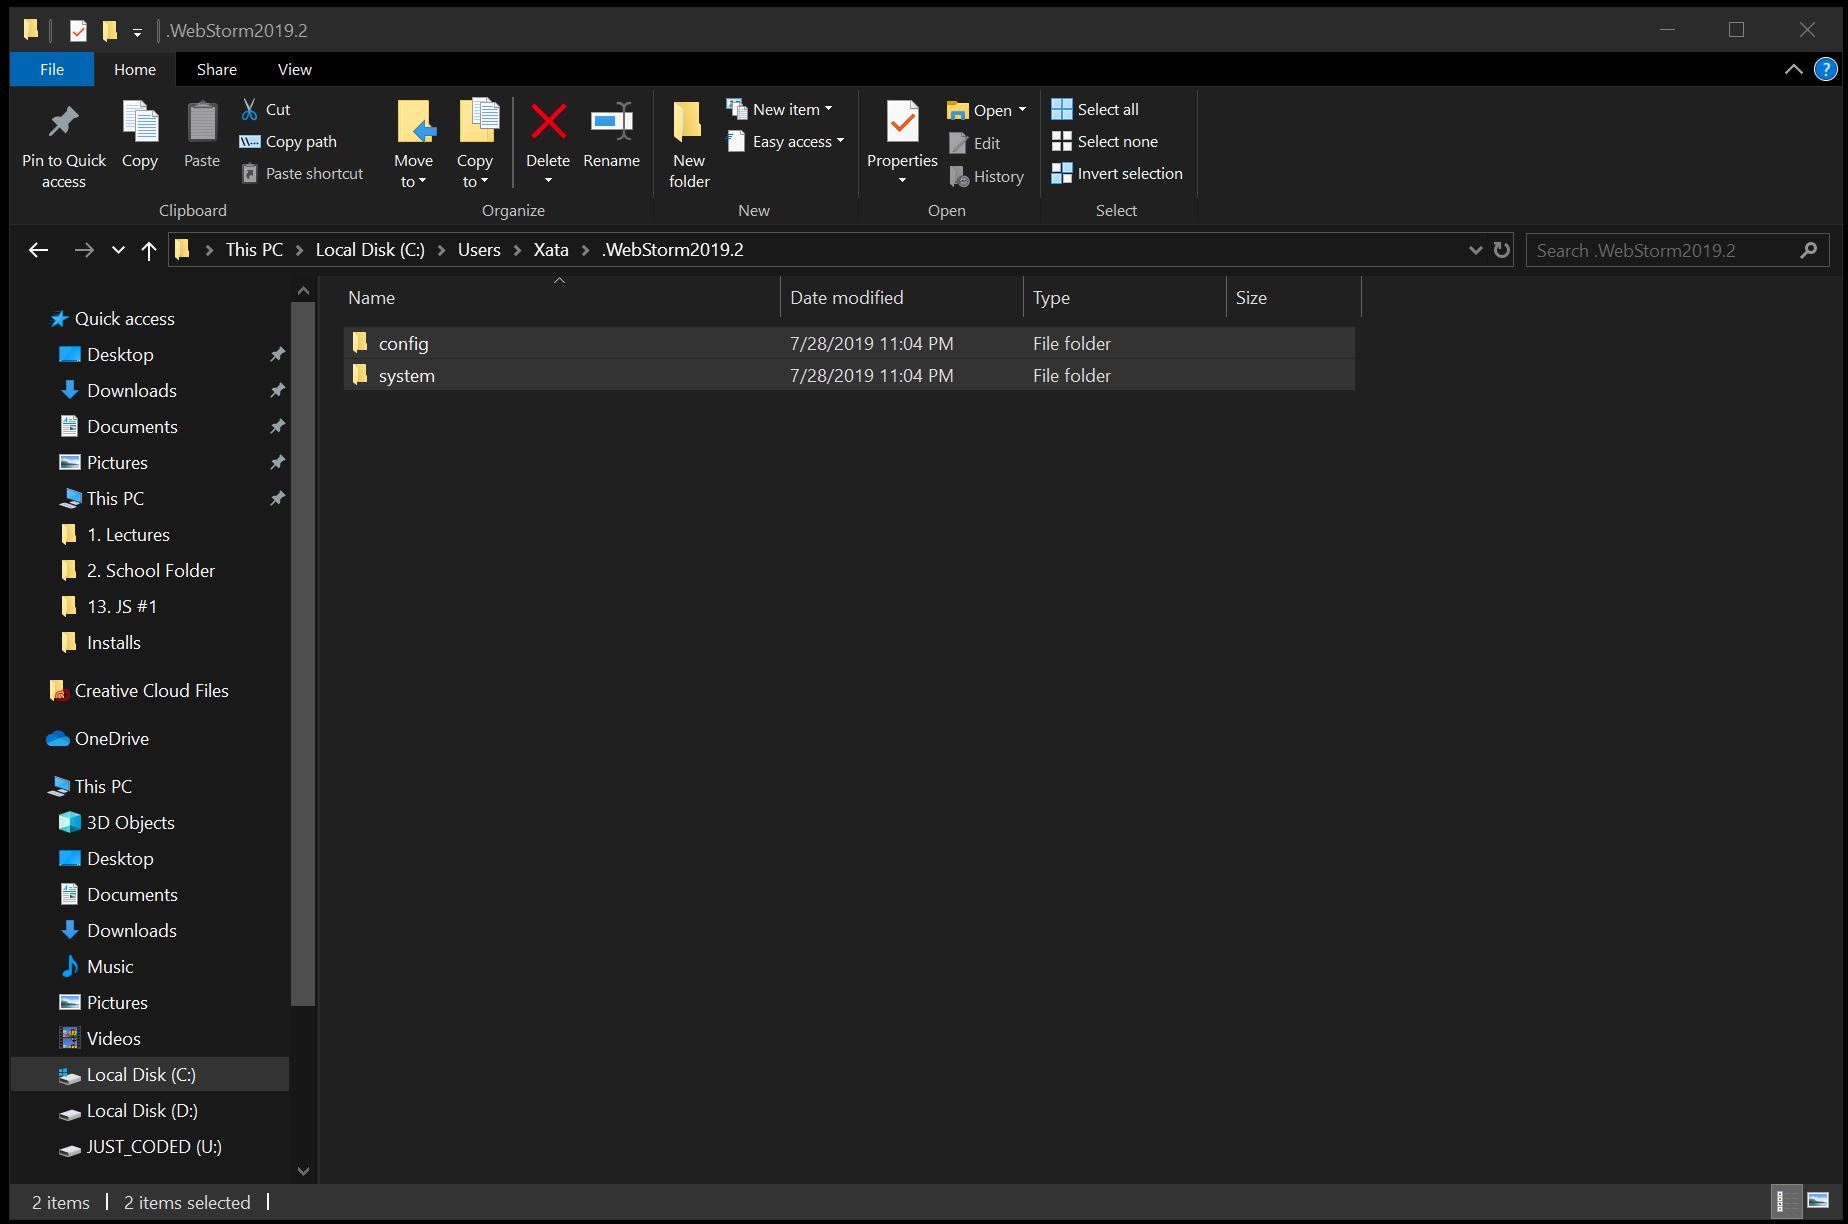 .WebStorm2019.2
File Home Share View
Pin to Quick access
Copy
Paste
Cut
Copy path
Paste shortcut
Clipboard
Move to
Copy to
Delete
Rename
Organize
New folder
New item
Easy access
New
Properties
Open
Edit
History
Open
Select all
Select none
Invert selection
Select
This PC > Local Disk (C:) > Users > Xata > .WebStorm2019.2
Search .WebStorm2019.2
Name Date modified Type Size
config 7/28/2019 11:04 PM File folder
system 7/28/2019 11:04 PM File folder
Quick access
Desktop
Downloads
Documents
Pictures
This PC
1. Lectures
2. School Folder
13. JS #1
Installs
Creative Cloud Files
OneDrive
This PC
3D Objects
Desktop
Documents
Downloads
Music
Pictures
Videos
Local Disk (C:)
Local Disk (D:)
JUST_CODED (U:)
2 items 2 items selected